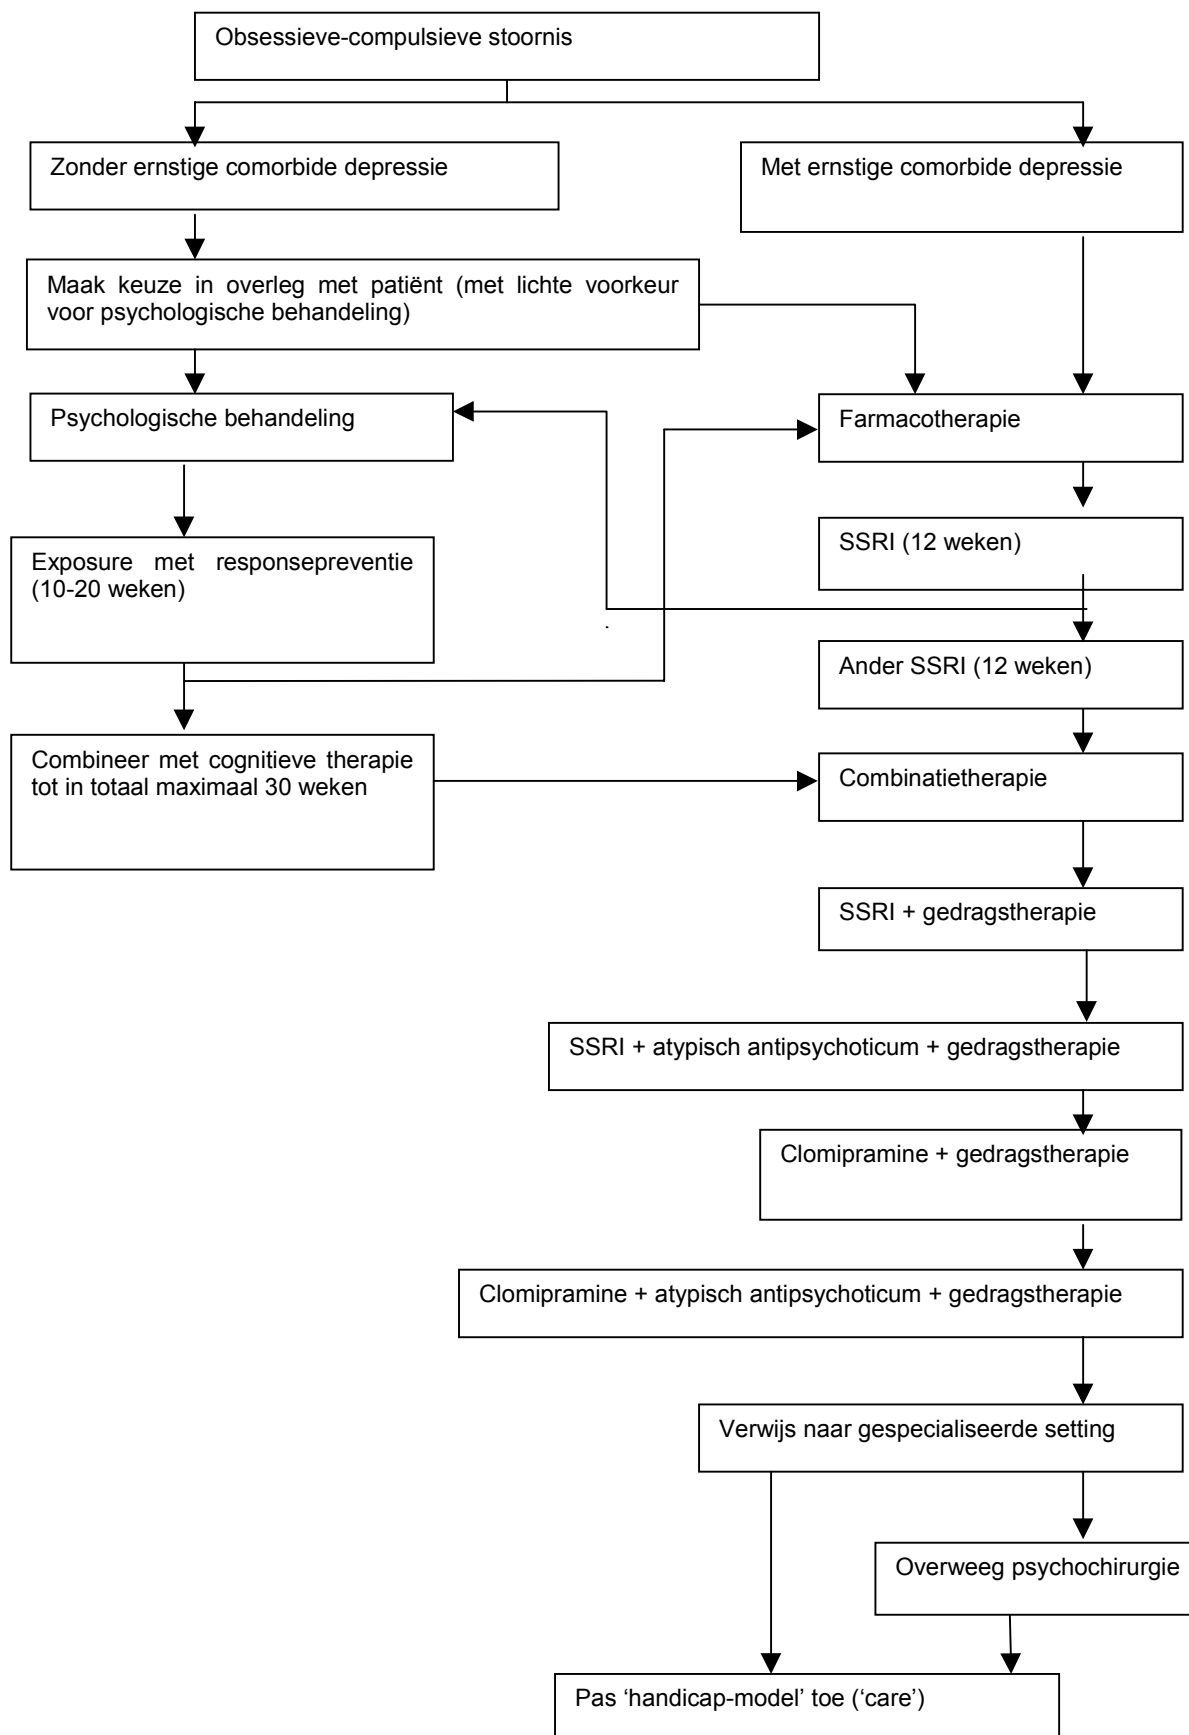 Obsessieve-compulsieve stoornis
Zonder ernstige comorbide depressie
Met ernstige comorbide depressie
Maak keuze in overleg met patiënt (met lichte voorkeur
voor psychologische behandeling)
Psychologische behandeling
Farmacotherapie
SSRI (12 weken)
Exposure met responsepreventie
(10-20 weken)
Ander SSRI (12 weken)
Combineer met cognitieve therapie
tot in totaal maximaal 30 weken
Combinatietherapie
SSRI + gedragstherapie
SSRI + atypisch antipsychoticum + gedragstherapie
Clomipramine + gedragstherapie
Clomipramine + atypisch antipsychoticum + gedragstherapie
Verwijs naar gespecialiseerde setting
Overweeg psychochirurgie
Pas ‘handicap-model’ toe (‘care’)